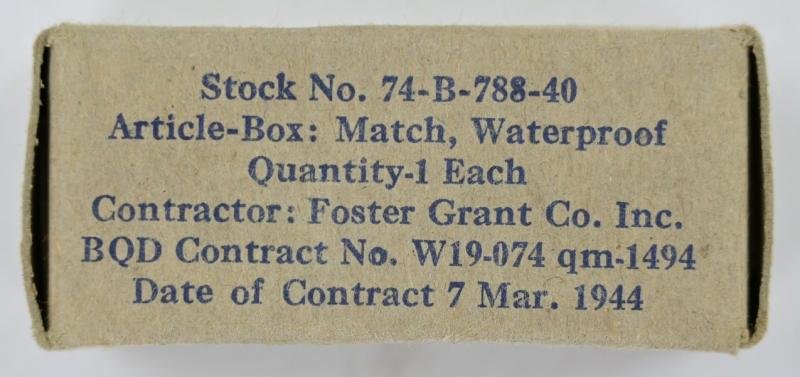 Stock No. 74-B-788-40
Article-Box: Match, Waterproof
Quantity-1 Each
Contractor: Foster Grant Co. Inc.
BQD Contract No. W19-074 qm-1494
Date of Contract 7 Mar. 1944